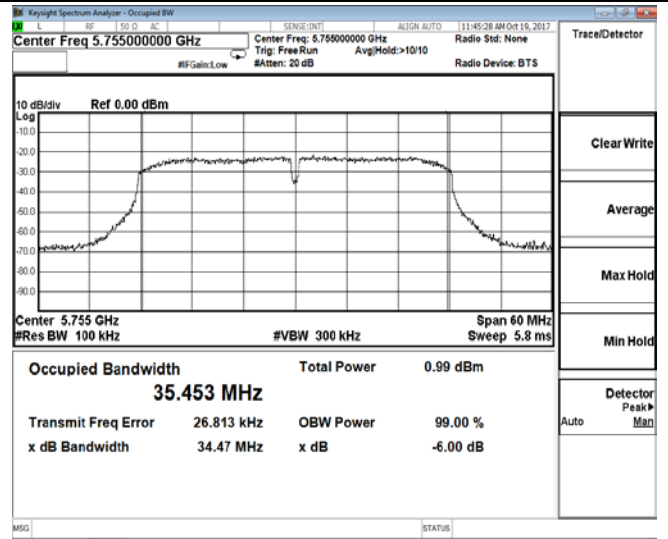 Keysight Spectrum Analyzer - Occupied BW
L RF 50 Ω AC SENSE:INT ALIGN AUTO 11:45:28 AM Oct 19, 2017
Center Freq 5.755000000 GHz Center Freq: 5.755000000 GHz Radio Std: None Trace/Detector
Trig: Free Run Avg|Hold:>10/10
#IFGain:Low #Atten: 20 dB Radio Device: BTS
10 dB/div Ref 0.00 dBm
Log
-10.0
-20.0
-30.0
-40.0
-50.0
-60.0
-70.0
-80.0
-90.0
Clear Write
Average
Max Hold
Min Hold
Center 5.755 GHz Span 60 MHz
#Res BW 100 kHz #VBW 300 kHz Sweep 5.8 ms
Occupied Bandwidth Total Power 0.99 dBm
35.453 MHz
Transmit Freq Error 26.813 kHz OBW Power 99.00 %
x dB Bandwidth 34.47 MHz x dB -6.00 dB
Detector
Peak▶
Auto Man
MSG STATUS